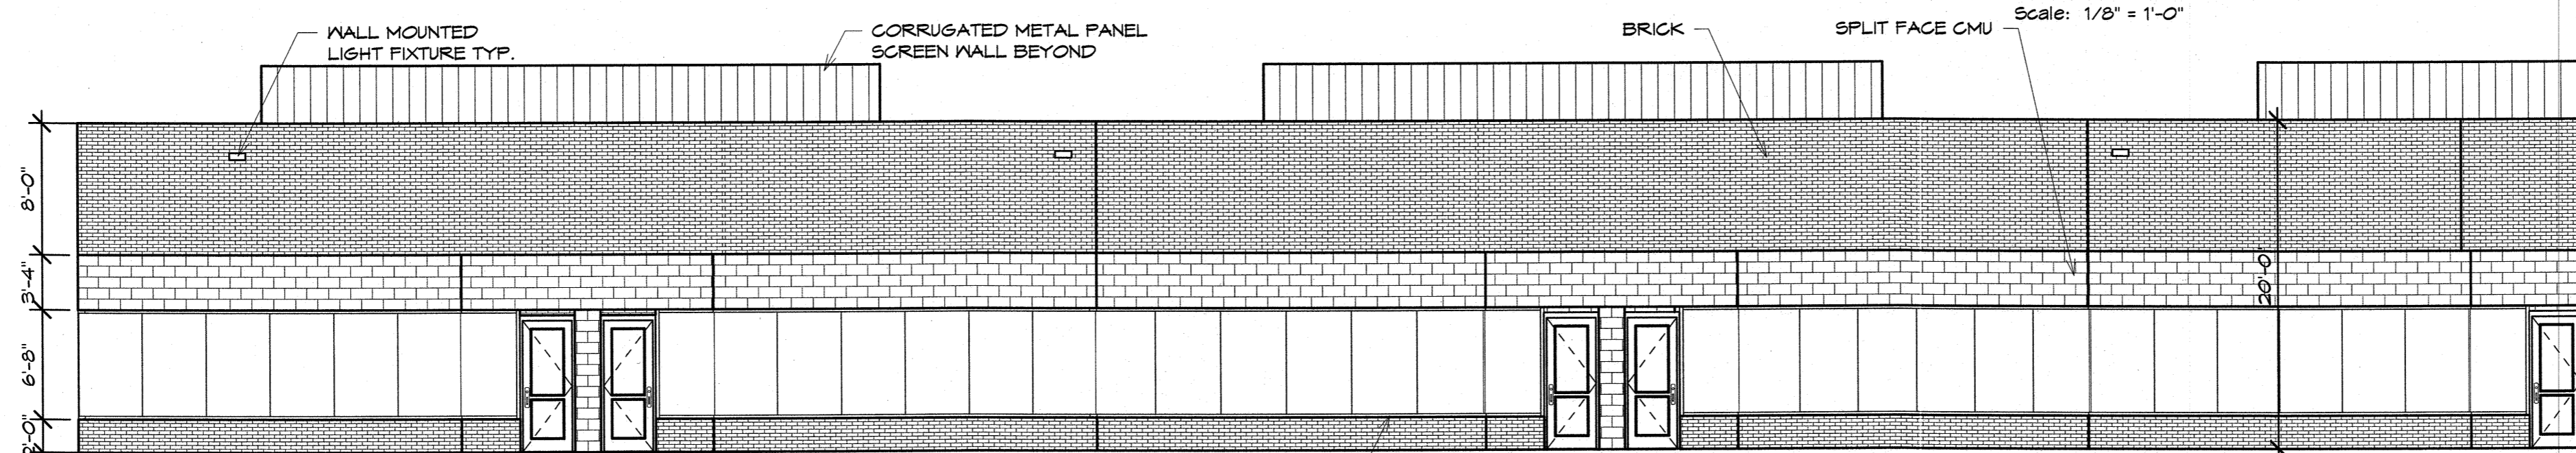 Scale: 1/8" = 1'-0"
WALL MOUNTED
LIGHT FIXTURE TYP.
CORRUGATED METAL PANEL
SCREEN WALL BEYOND
BRICK
SPLIT FACE CMU
8'-0"
3'-4"
20'-0"
6'-8"